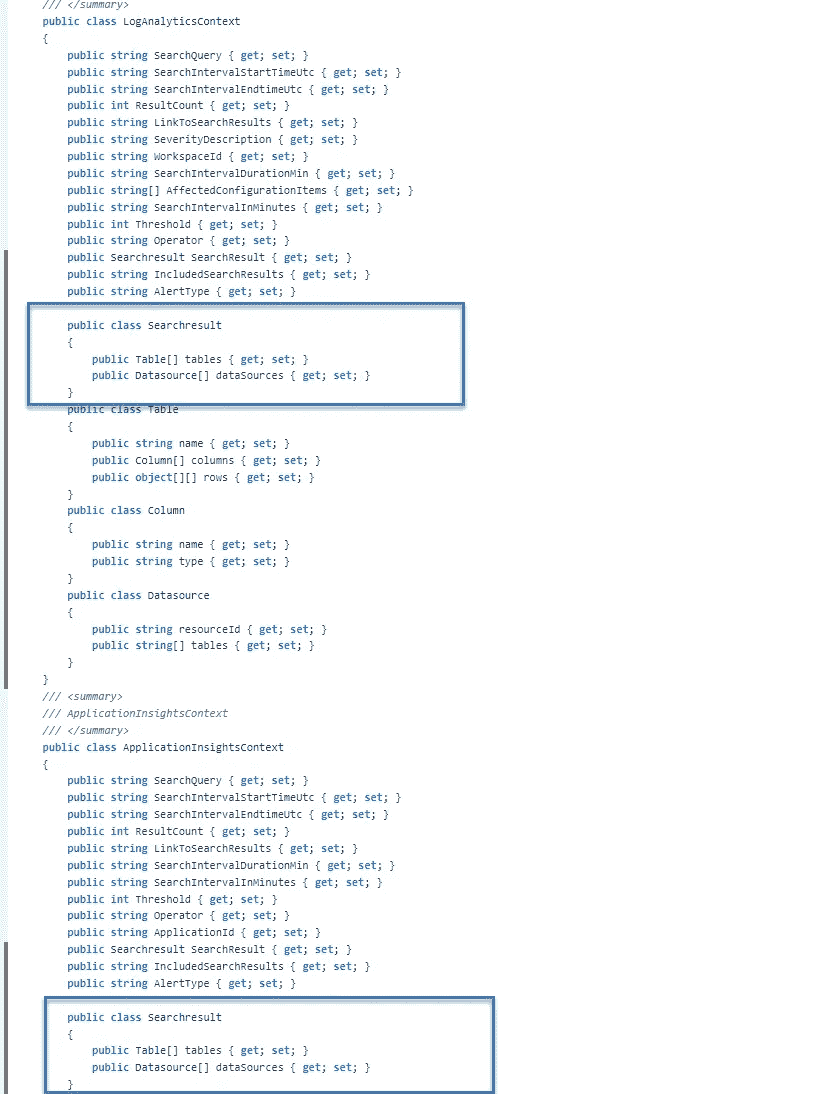 /// </summary>
public class LogAnalyticsContext
{
public string SearchQuery { get; set; }
public string SearchIntervalStartTimeUtc { get; set; }
public string SearchIntervalEndtimeUtc { get; set; }
public int ResultCount { get; set; }
public string LinkToSearchResults { get; set; }
public string SeverityDescription { get; set; }
public string WorkspaceId { get; set; }
public string SearchIntervalDurationMin { get; set; }
public string[] AffectedConfigurationItems { get; set; }
public string SearchIntervalInMinutes { get; set; }
public int Threshold { get; set; }
public string Operator { get; set; }
public Searchresult SearchResult { get; set; }
public string IncludedSearchResults { get; set; }
public string AlertType { get; set; }
public class Searchresult
{
public Table[] tables { get; set; }
public Datasource[] dataSources { get; set; }
}
public class Table
{
public string name { get; set; }
public Column[] columns { get; set; }
public object[][] rows { get; set; }
}
public class Column
{
public string name { get; set; }
public string type { get; set; }
}
public class Datasource
{
public string resourceId { get; set; }
public string[] tables { get; set; }
}
}
/// <summary>
/// ApplicationInsightsContext
/// </summary>
public class ApplicationInsightsContext
{
public string SearchQuery { get; set; }
public string SearchIntervalStartTimeUtc { get; set; }
public string SearchIntervalEndtimeUtc { get; set; }
public int ResultCount { get; set; }
public string LinkToSearchResults { get; set; }
public string SearchIntervalDurationMin { get; set; }
public string SearchIntervalInMinutes { get; set; }
public int Threshold { get; set; }
public string Operator { get; set; }
public string ApplicationId { get; set; }
public Searchresult SearchResult { get; set; }
public string IncludedSearchResults { get; set; }
public string AlertType { get; set; }
public class Searchresult
{
public Table[] tables { get; set; }
public Datasource[] dataSources { get; set; }
}